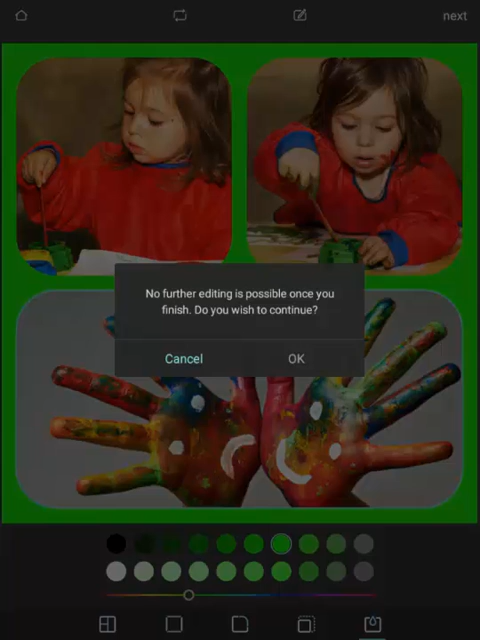 next
No further editing is possible once you
finish. Do you wish to continue?
Cancel
OK